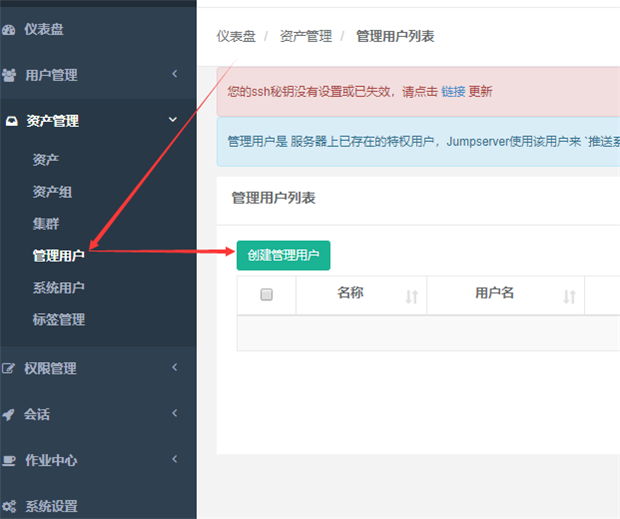 仪表盘
用户管理
资产管理
资产
资产组
集群
管理用户
系统用户
标签管理
权限管理
会话
作业中心
系统设置
仪表盘 / 资产管理 / 管理用户列表
您的ssh秘钥没有设置或已失效，请点击 链接 更新
管理用户是 服务器上已存在的特权用户，Jumpserver使用该用户来 `推送系
管理用户列表
创建管理用户
名称 用户名